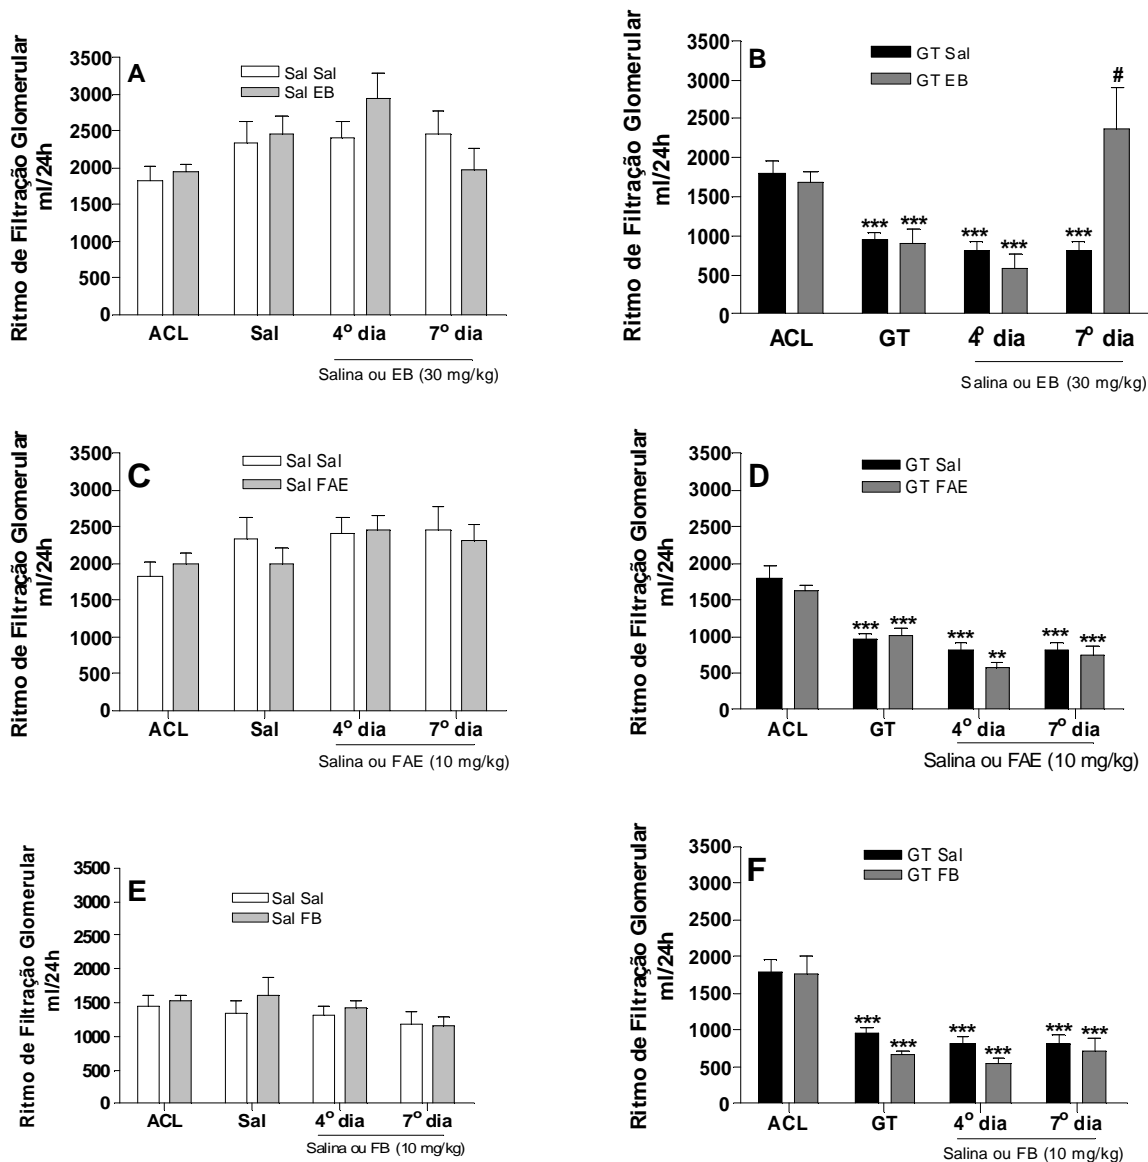 A
Sal Sal
Sal EB
Ritmo de Filtração Glomerular
ml/24h
3500
3000
2500
2000
1500
1000
500
0
ACL Sal 4º dia 7º dia
Salina ou EB (30 mg/kg)
B
GT Sal
GT EB
#
Ritmo de Filtração Glomerular
ml/24h
3500
3000
2500
2000
1500
1000
500
0
*** *** *** *** ***
ACL GT 4º dia 7º dia
Salina ou EB (30 mg/kg)
C
Sal Sal
Sal FAE
Ritmo de Filtração Glomerular
ml/24h
3500
3000
2500
2000
1500
1000
500
0
ACL Sal 4º dia 7º dia
Salina ou FAE (10 mg/kg)
D
GT Sal
GT FAE
Ritmo de Filtração Glomerular
ml/24h
3500
3000
2500
2000
1500
1000
500
0
*** *** *** ** *** ***
ACL GT 4º dia 7º dia
Salina ou FAE (10 mg/kg)
E
Sal Sal
Sal FB
Ritmo de Filtração Glomerular
ml/24h
3500
3000
2500
2000
1500
1000
500
0
ACL Sal 4º dia 7º dia
Salina ou FB (10 mg/kg)
F
GT Sal
GT FB
Ritmo de Filtração Glomerular
ml/24h
3500
3000
2500
2000
1500
1000
500
0
*** *** *** *** *** ***
ACL GT 4º dia 7º dia
Salina ou FB (10 mg/kg)